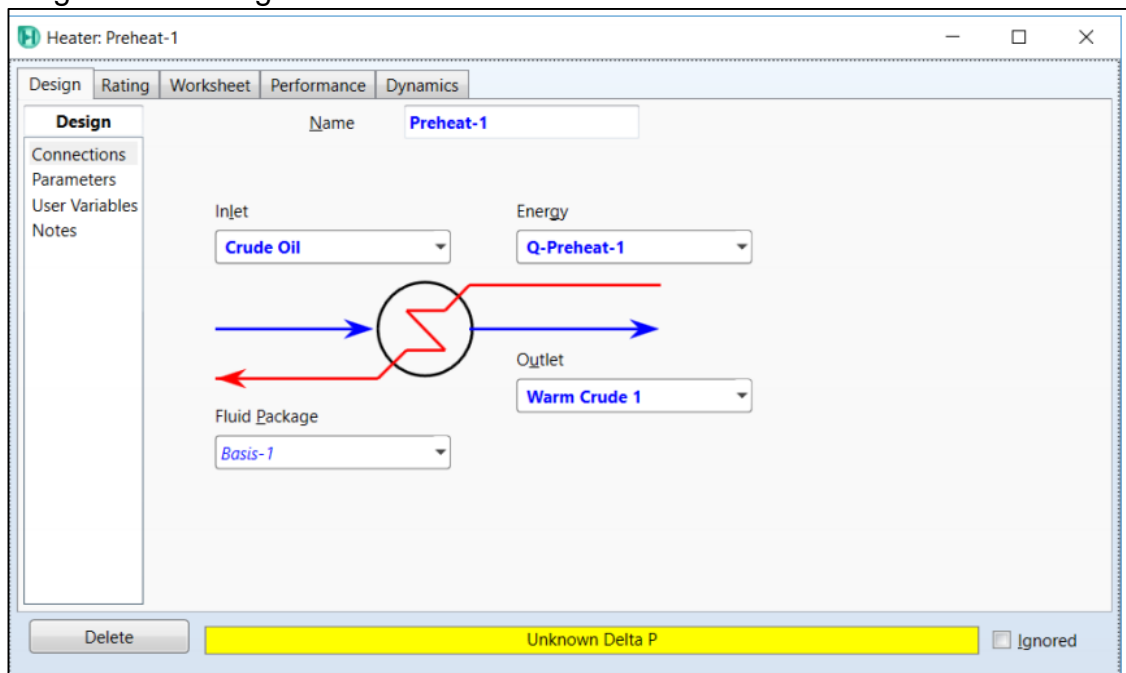 Heater: Preheat-1
Design Rating Worksheet Performance Dynamics
Design
Connections
Parameters
User Variables
Notes
Name Preheat-1
Inlet
Crude Oil
Energy
Q-Preheat-1
Outlet
Warm Crude 1
Fluid Package
Basis-1
Delete
Unknown Delta P
Ignored